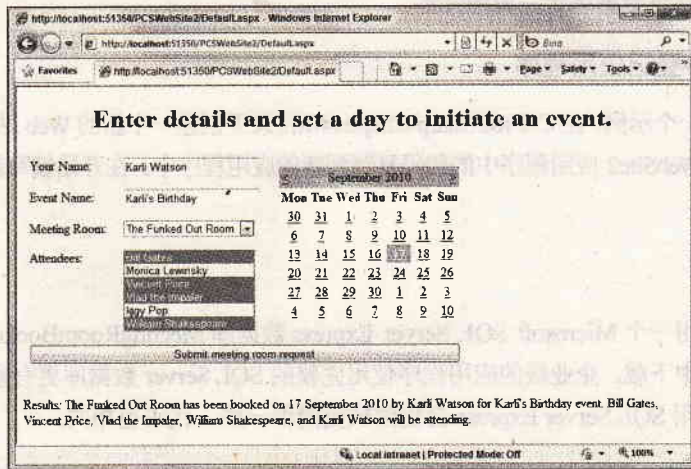 http://localhost:51350/PCSWebSite2/Default.aspx - Windows Internet Explorer
http://localhost:51350/PCSWebSite2/Default.aspx
Bing
Favorites
http://localhost:51350/PCSWebSite2/Default.aspx
Page
Safety
Tools
Enter details and set a day to initiate an event.
Your Name: Karli Watson
Event Name: Karli's Birthday
Meeting Room: The Funked Out Room
Attendees:
Bill Gates
Monica Lewinsky
Vincent Price
Vlad the Impaler
Iggy Pop
William Shakespeare
< September 2010 >
Mon Tue Wed Thu Fri Sat Sun
30 31 1 2 3 4 5
6 7 8 9 10 11 12
13 14 15 16 17 18 19
20 21 22 23 24 25 26
27 28 29 30 1 2 3
4 5 6 7 8 9 10
Submit meeting room request
Results: The Funked Out Room has been booked on 17 September 2010 by Karli Watson for Karli's Birthday event. Bill Gates,
Vincent Price, Vlad the Impaler, William Shakespeare, and Karli Watson will be attending.
Local intranet | Protected Mode: Off
100%